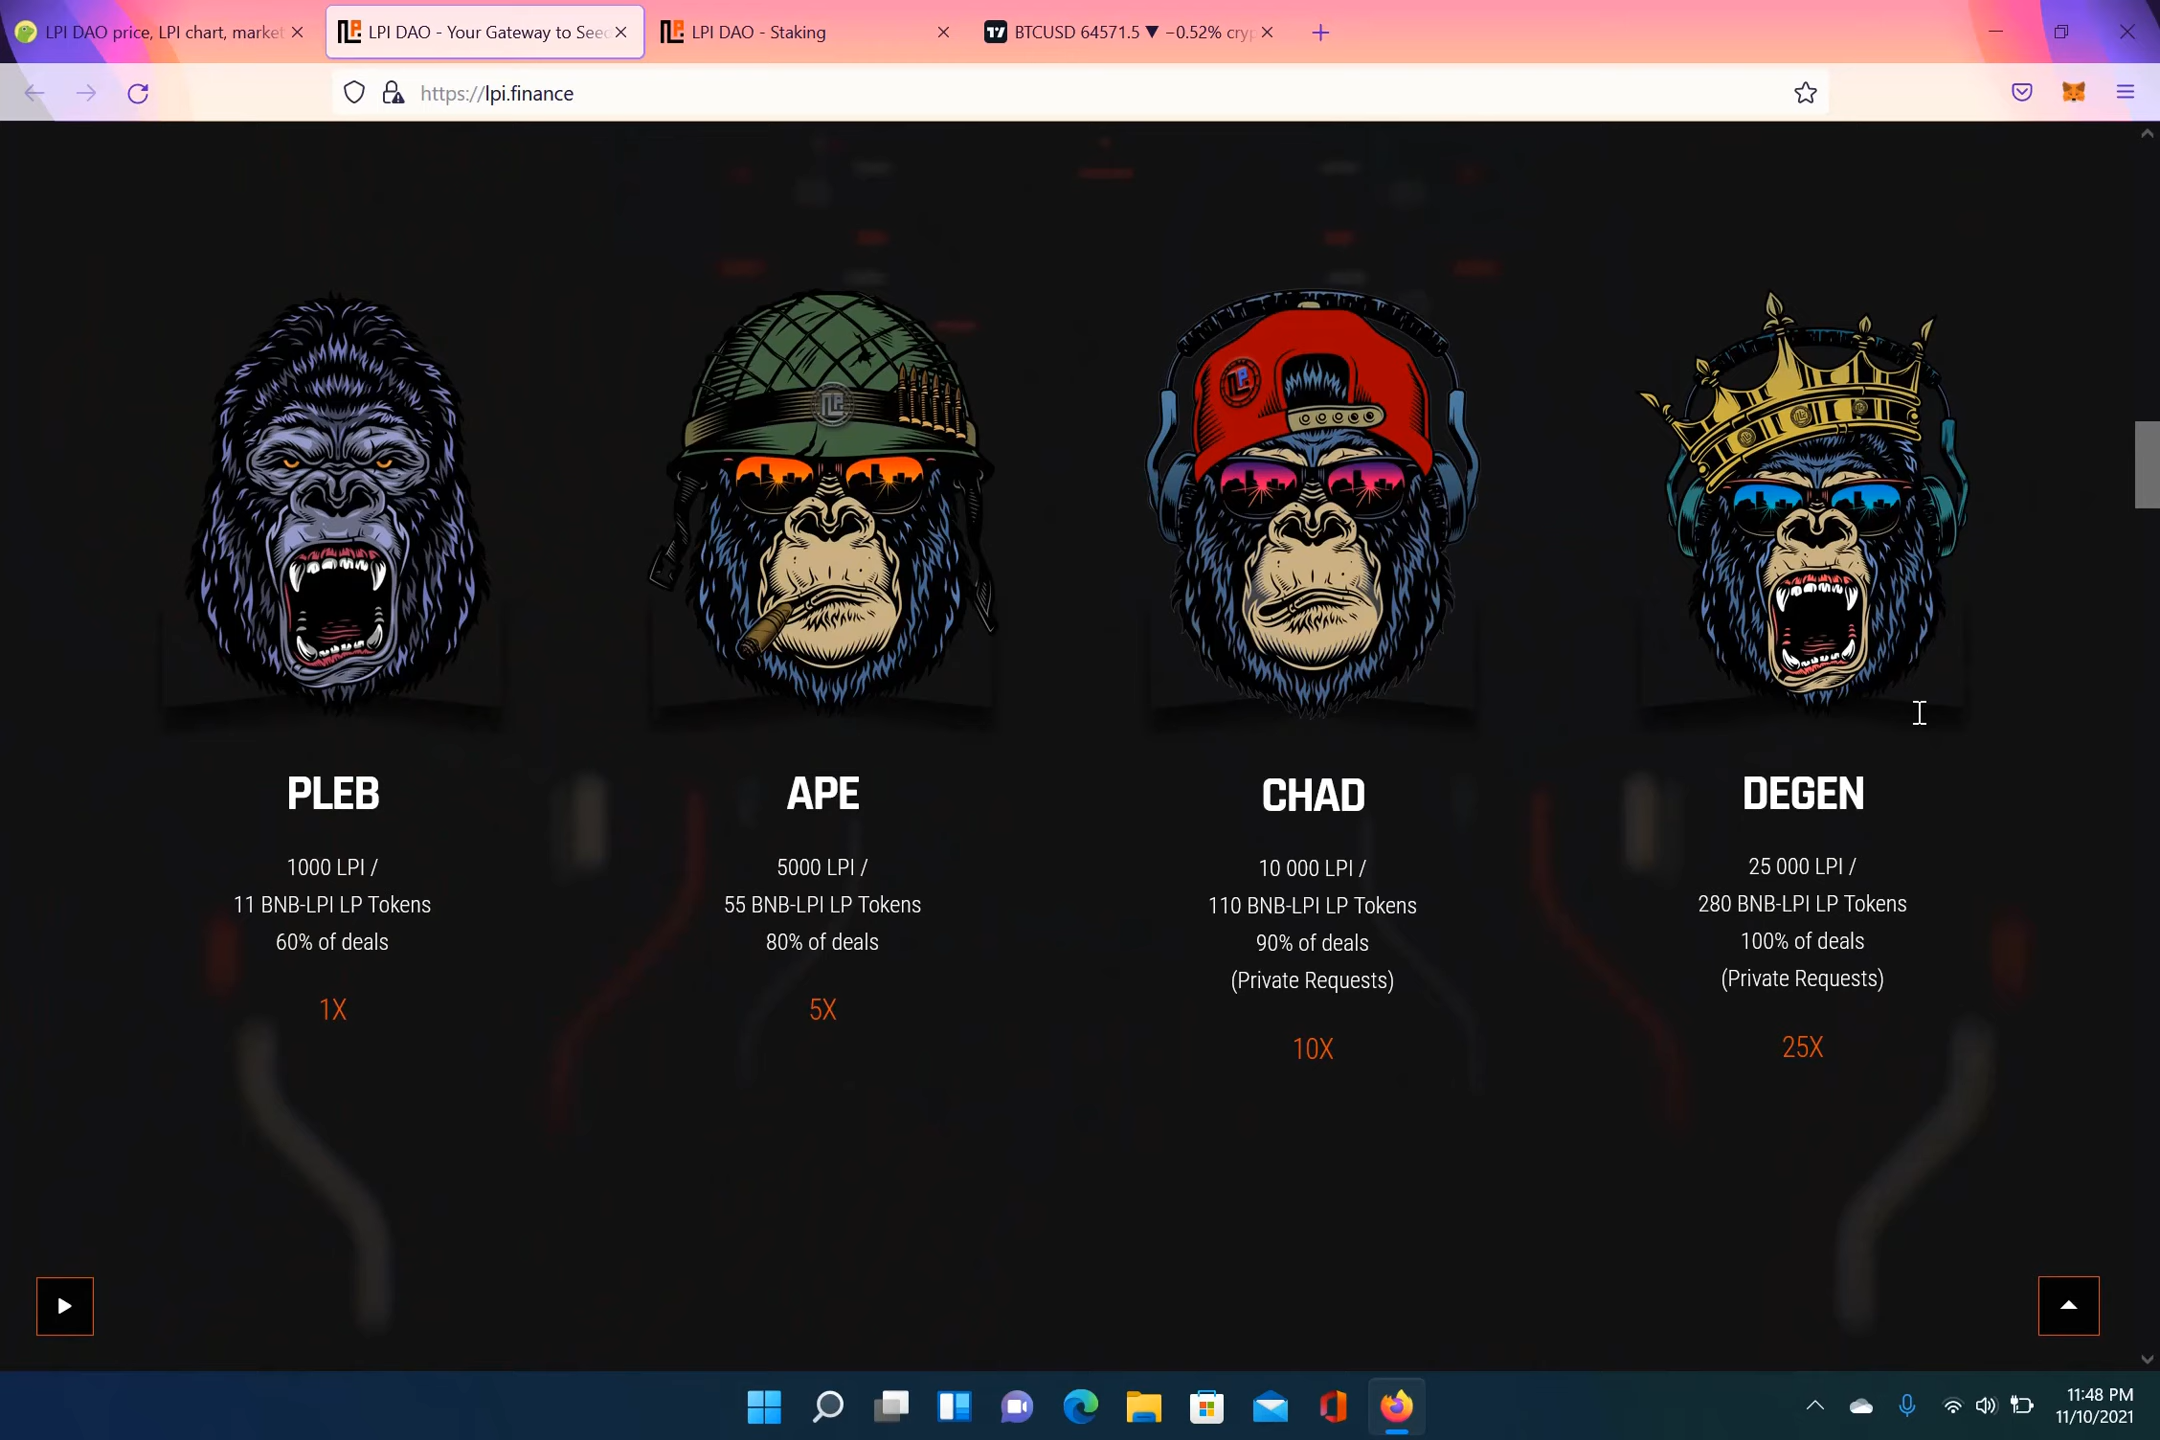 LPI DAO price, LPI chart, market
LPI DAO - Your Gateway to Seed
LPI DAO - Staking
BTCUSD 64571.5 ▼ −0.52% cryp
https://lpi.finance
PLEB
1000 LPI /
11 BNB-LPI LP Tokens
60% of deals
1X
APE
5000 LPI /
55 BNB-LPI LP Tokens
80% of deals
5X
CHAD
10 000 LPI /
110 BNB-LPI LP Tokens
90% of deals
(Private Requests)
10X
DEGEN
25 000 LPI /
280 BNB-LPI LP Tokens
100% of deals
(Private Requests)
25X
11:48 PM
11/10/2021